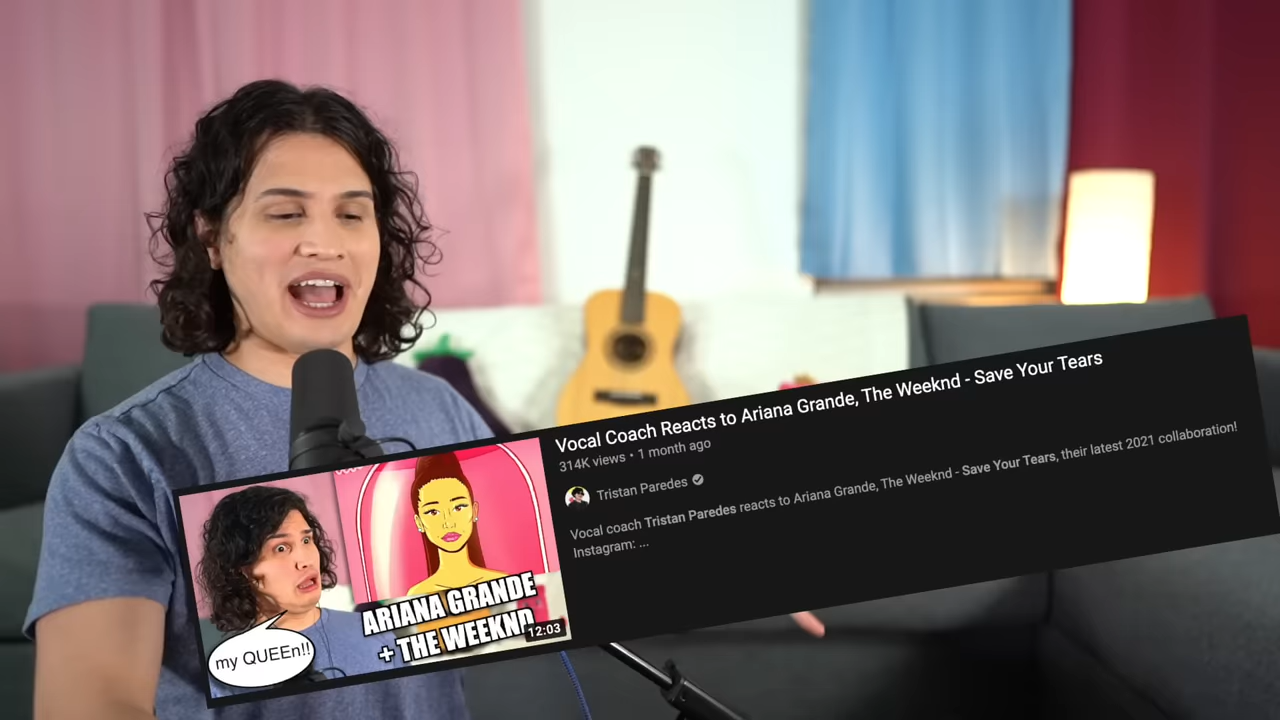 Vocal Coach Reacts to Ariana Grande, The Weeknd - Save Your Tears
314K views • 1 month ago
Tristan Paredes
Vocal coach Tristan Paredes reacts to Ariana Grande, The Weeknd - Save Your Tears, their latest 2021 collaboration!
Instagram: ...
ARIANA GRANDE
+ THE WEEKND
12:03
my QUEEn!!